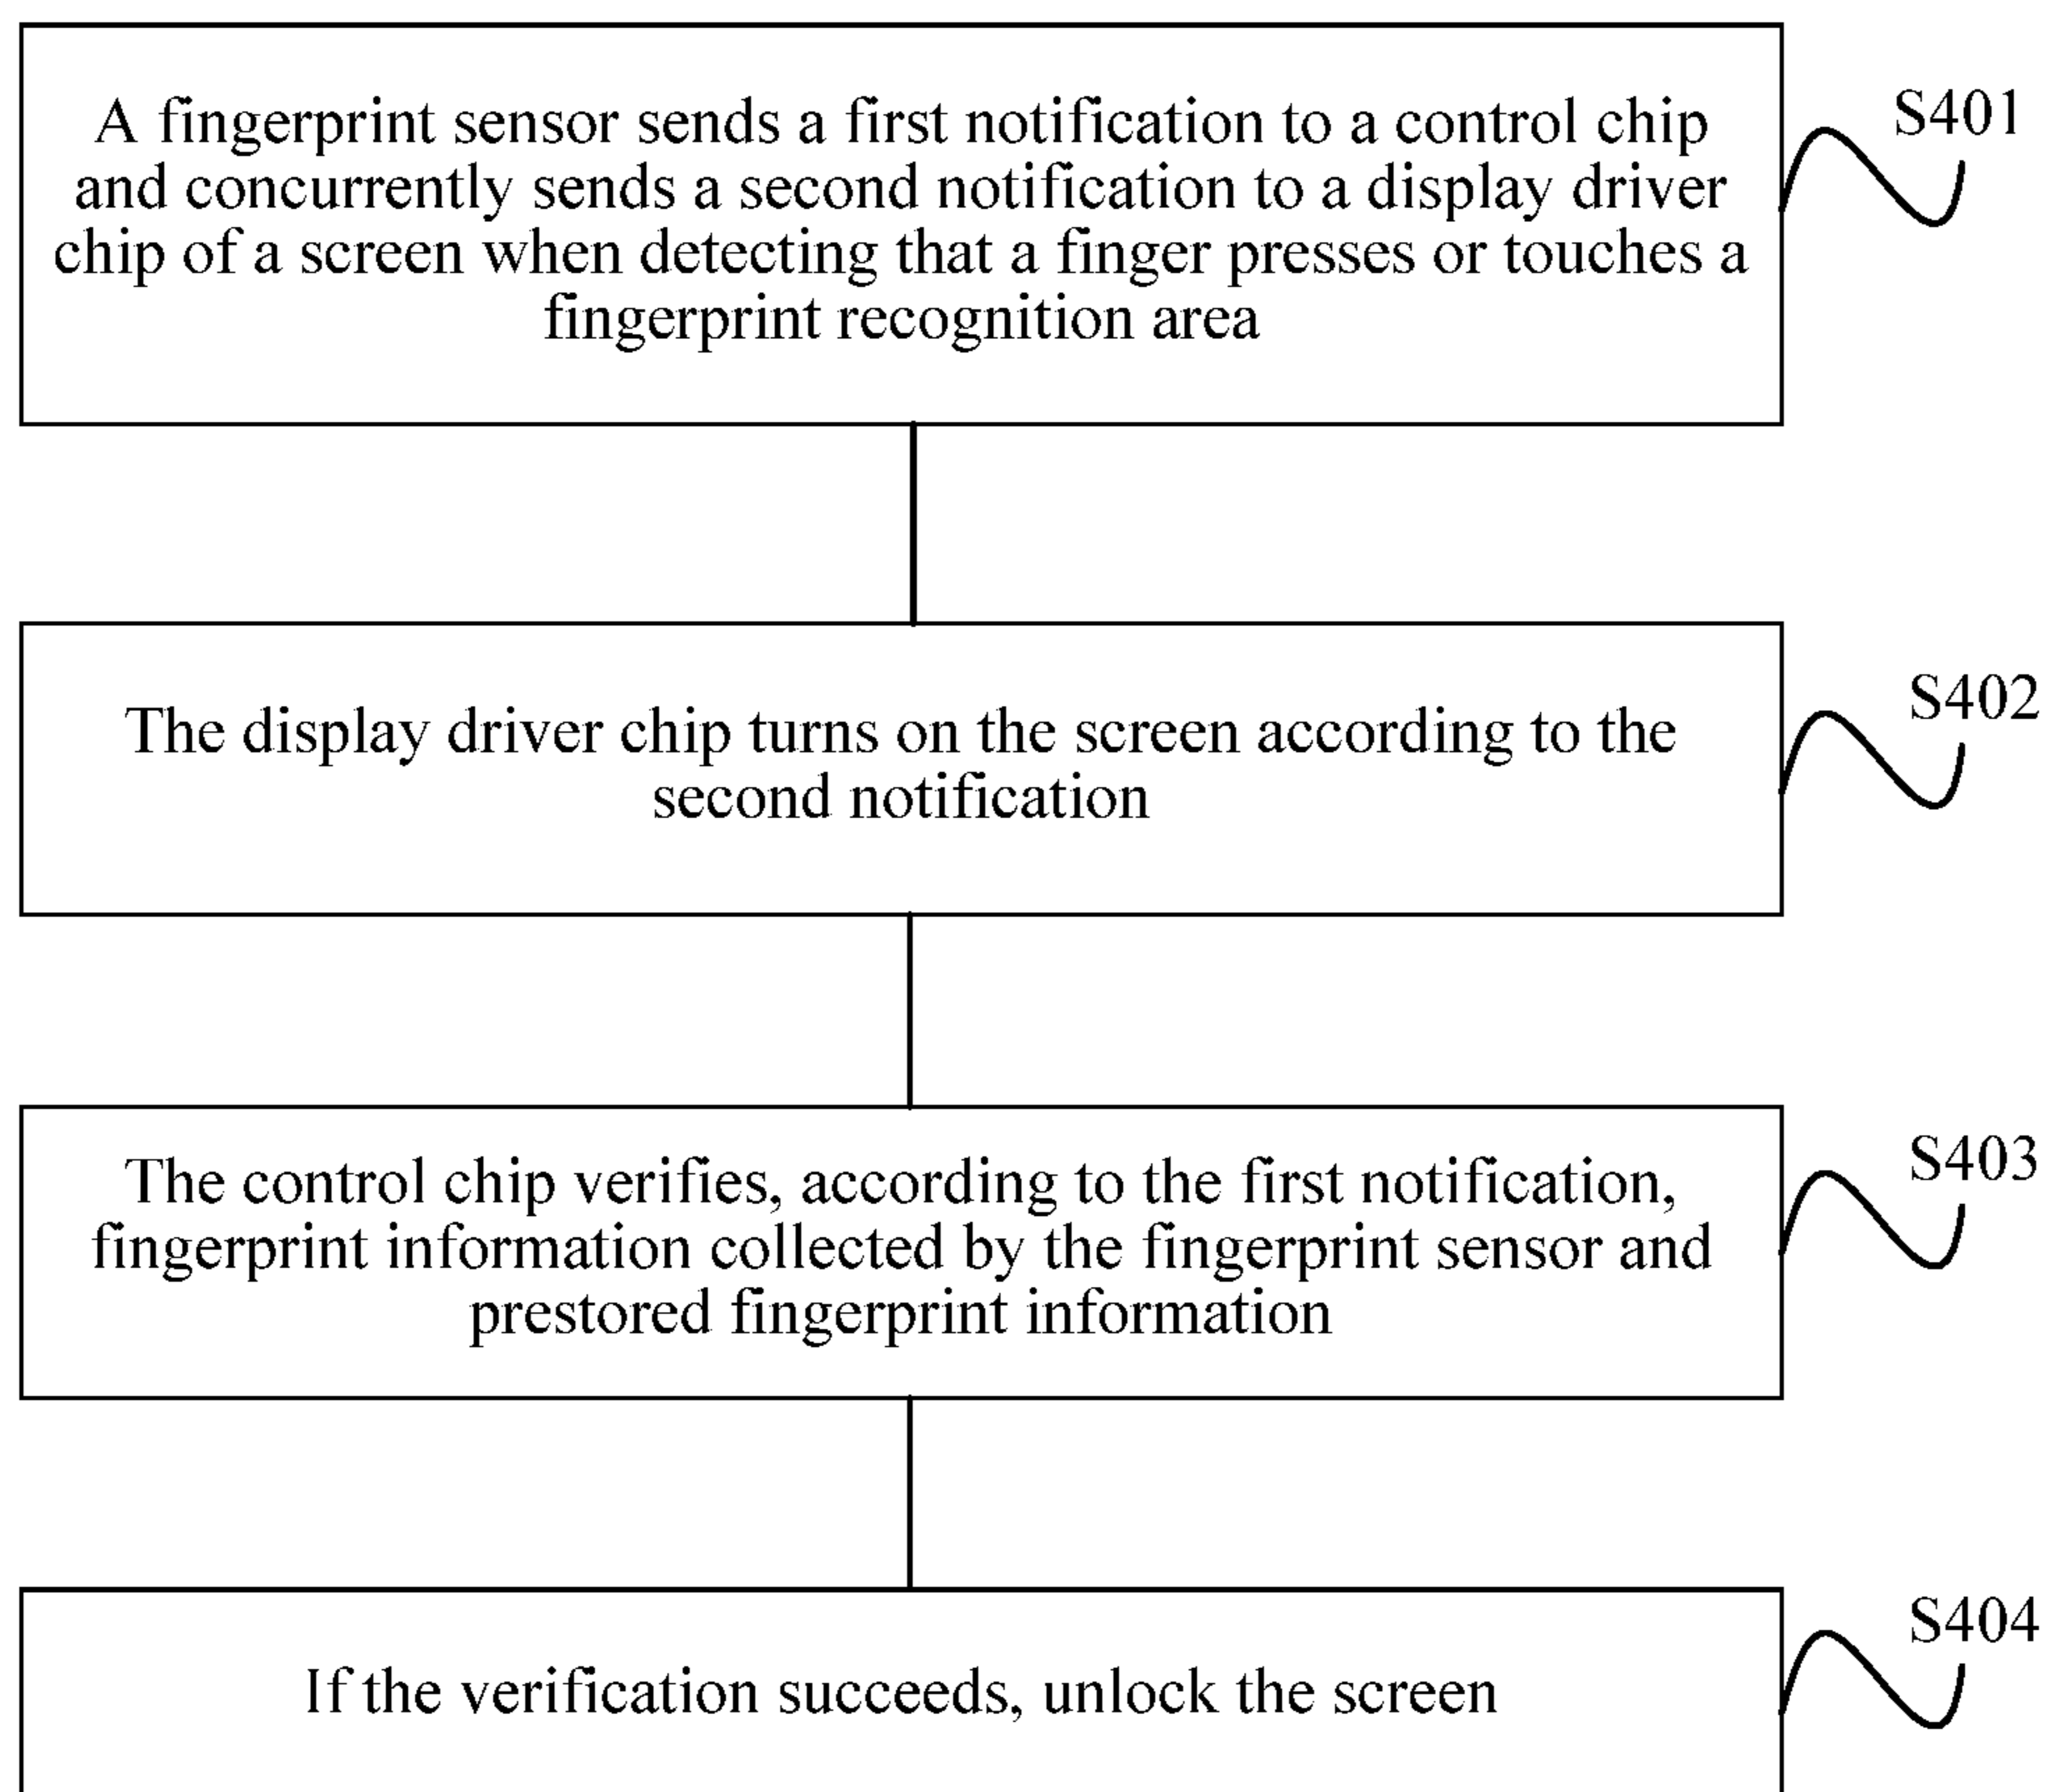 A fingerprint sensor sends a first notification to a control chip
and concurrently sends a second notification to a display driver
chip of a screen when detecting that a finger presses or touches a
fingerprint recognition area
S401
The display driver chip turns on the screen according to the
second notification
S402
The control chip verifies, according to the first notification,
fingerprint information collected by the fingerprint sensor and
prestored fingerprint information
S403
If the verification succeeds, unlock the screen
S404